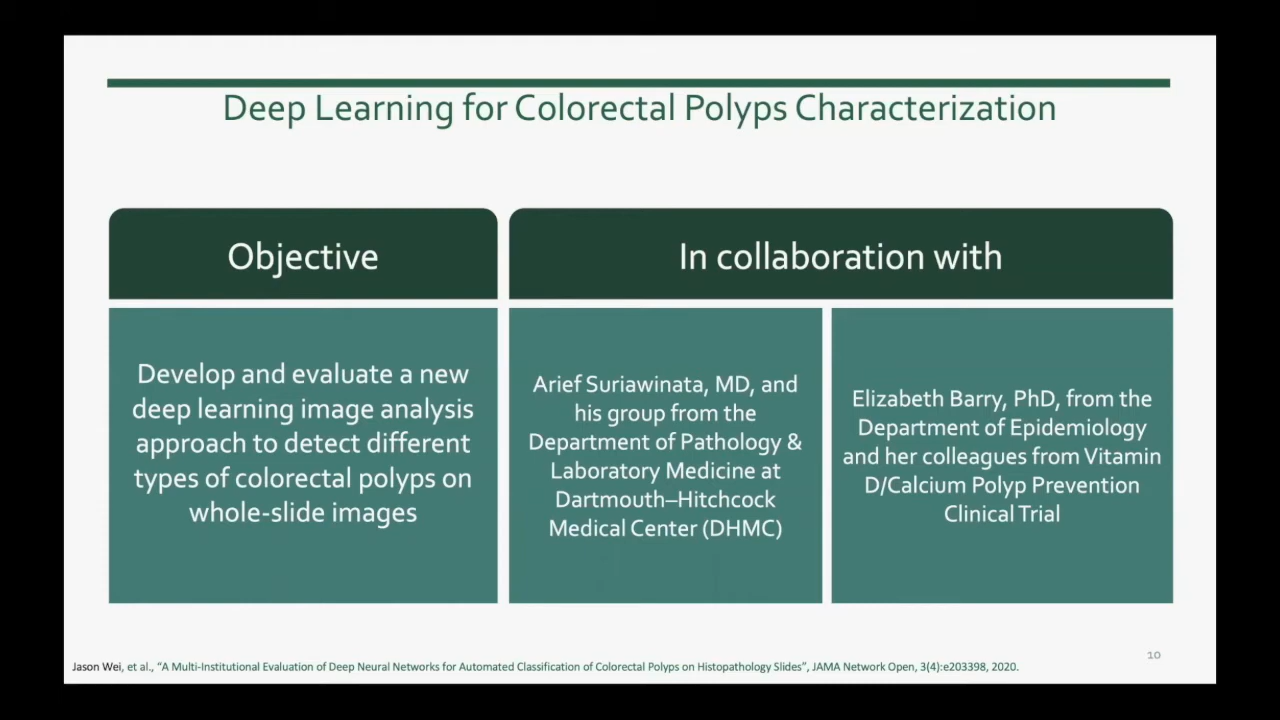 Deep Learning for Colorectal Polyps Characterization
Objective
In collaboration with
Develop and evaluate a new
deep learning image analysis
approach to detect different
types of colorectal polyps on
whole-slide images
Arief Suriawinata, MD, and
his group from the
Department of Pathology &
Laboratory Medicine at
Dartmouth–Hitchcock
Medical Center (DHMC)
Elizabeth Barry, PhD, from the
Department of Epidemiology
and her colleagues from Vitamin
D/Calcium Polyp Prevention
Clinical Trial
10
Jason Wei, et al., “A Multi-Institutional Evaluation of Deep Neural Networks for Automated Classification of Colorectal Polyps on Histopathology Slides”, JAMA Network Open, 3(4):e203398, 2020.